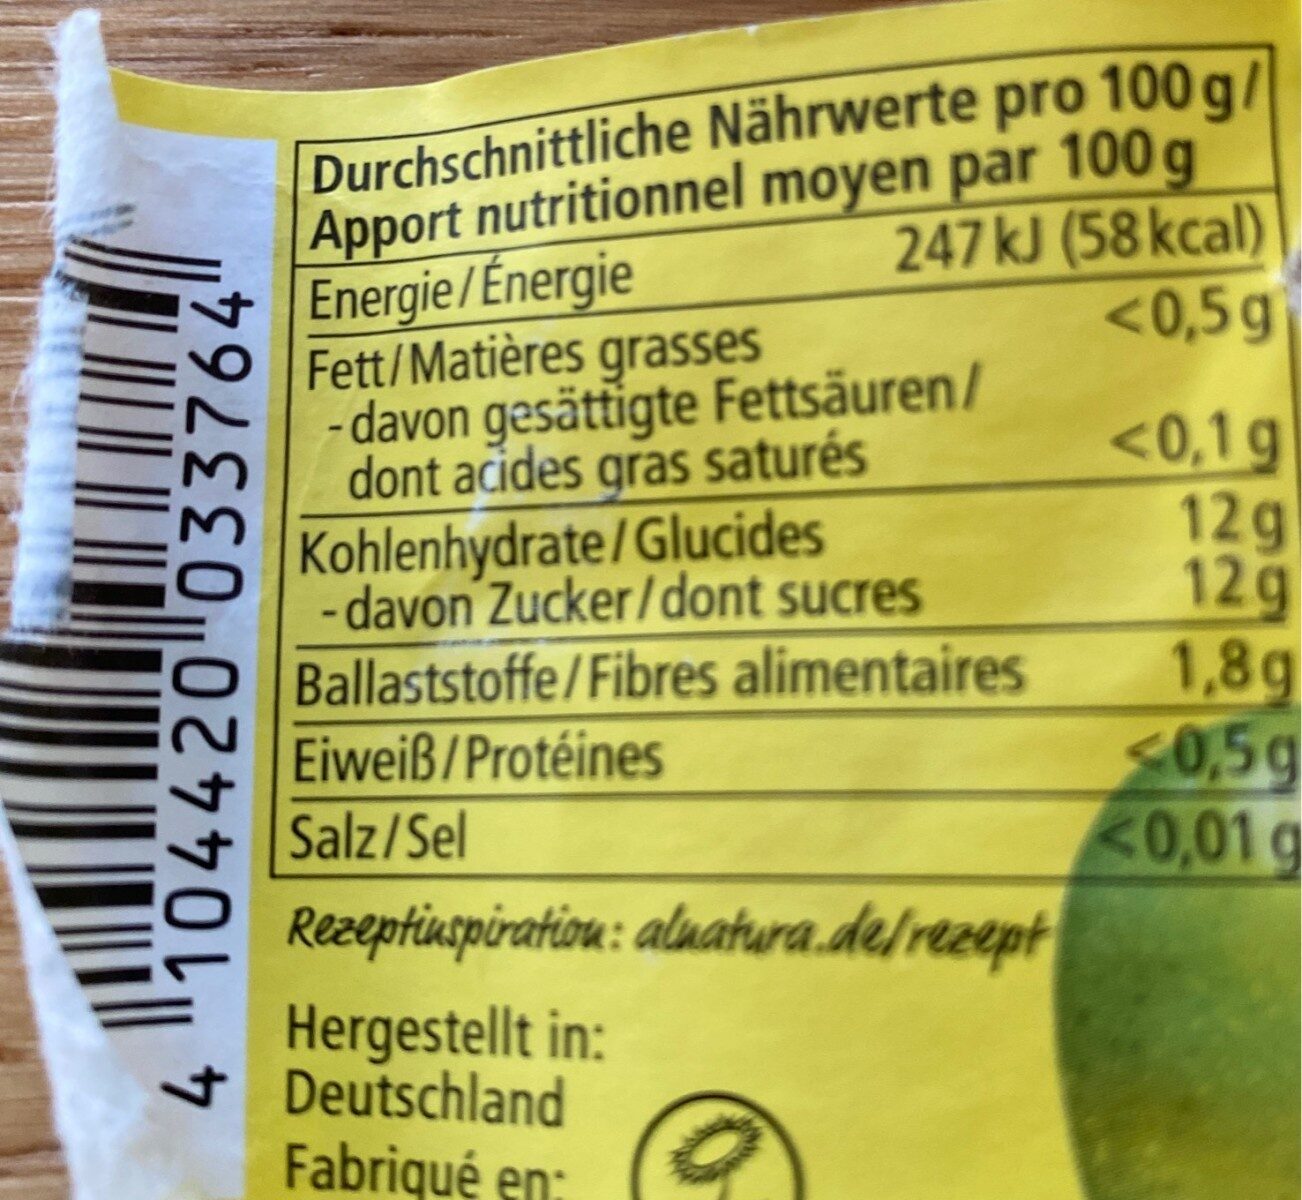 Durchschnittliche Nährwerte pro 100 g/
Apport nutritionnel moyen par 100 g
Energie/Énergie 247 kJ (58 kcal)
Fett/Matières grasses <0,5 g
- davon gesättigte Fettsäuren/
dont acides gras saturés <0,1 g
Kohlenhydrate/Glucides 12 g
- davon Zucker/dont sucres 12 g
Ballaststoffe/Fibres alimentaires 1,8 g
Eiweiß/Protéines <0,5 g
Salz/Sel <0,01 g
Rezeptinspiration: alnatura.de/rezept
Hergestellt in:
Deutschland
Fabriqué en:
4 104420 033764